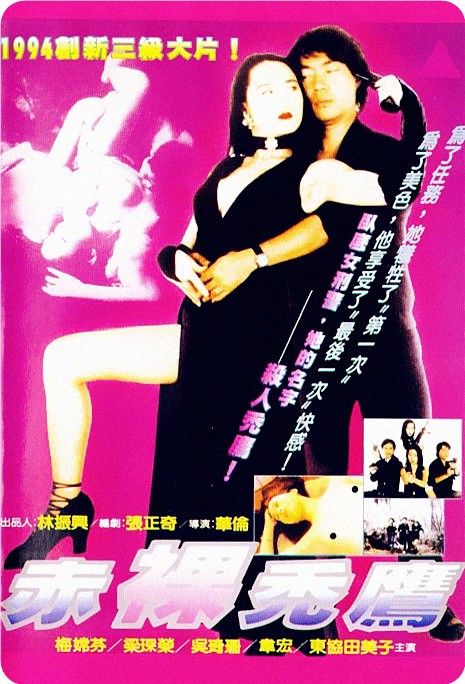 1994創新三級大片！
為了任務，她犧牲了"第一次"
為了美色，他享受了"最後一次"快感！
臥底女刑警，她的名字
——殺人禿鷹！
出品人:林振興／編劇:張正奇／導演:華倫
赤裸禿鷹
梅婷芬／梁琛榮／吳琦珊／韋宏／東協田美子主演